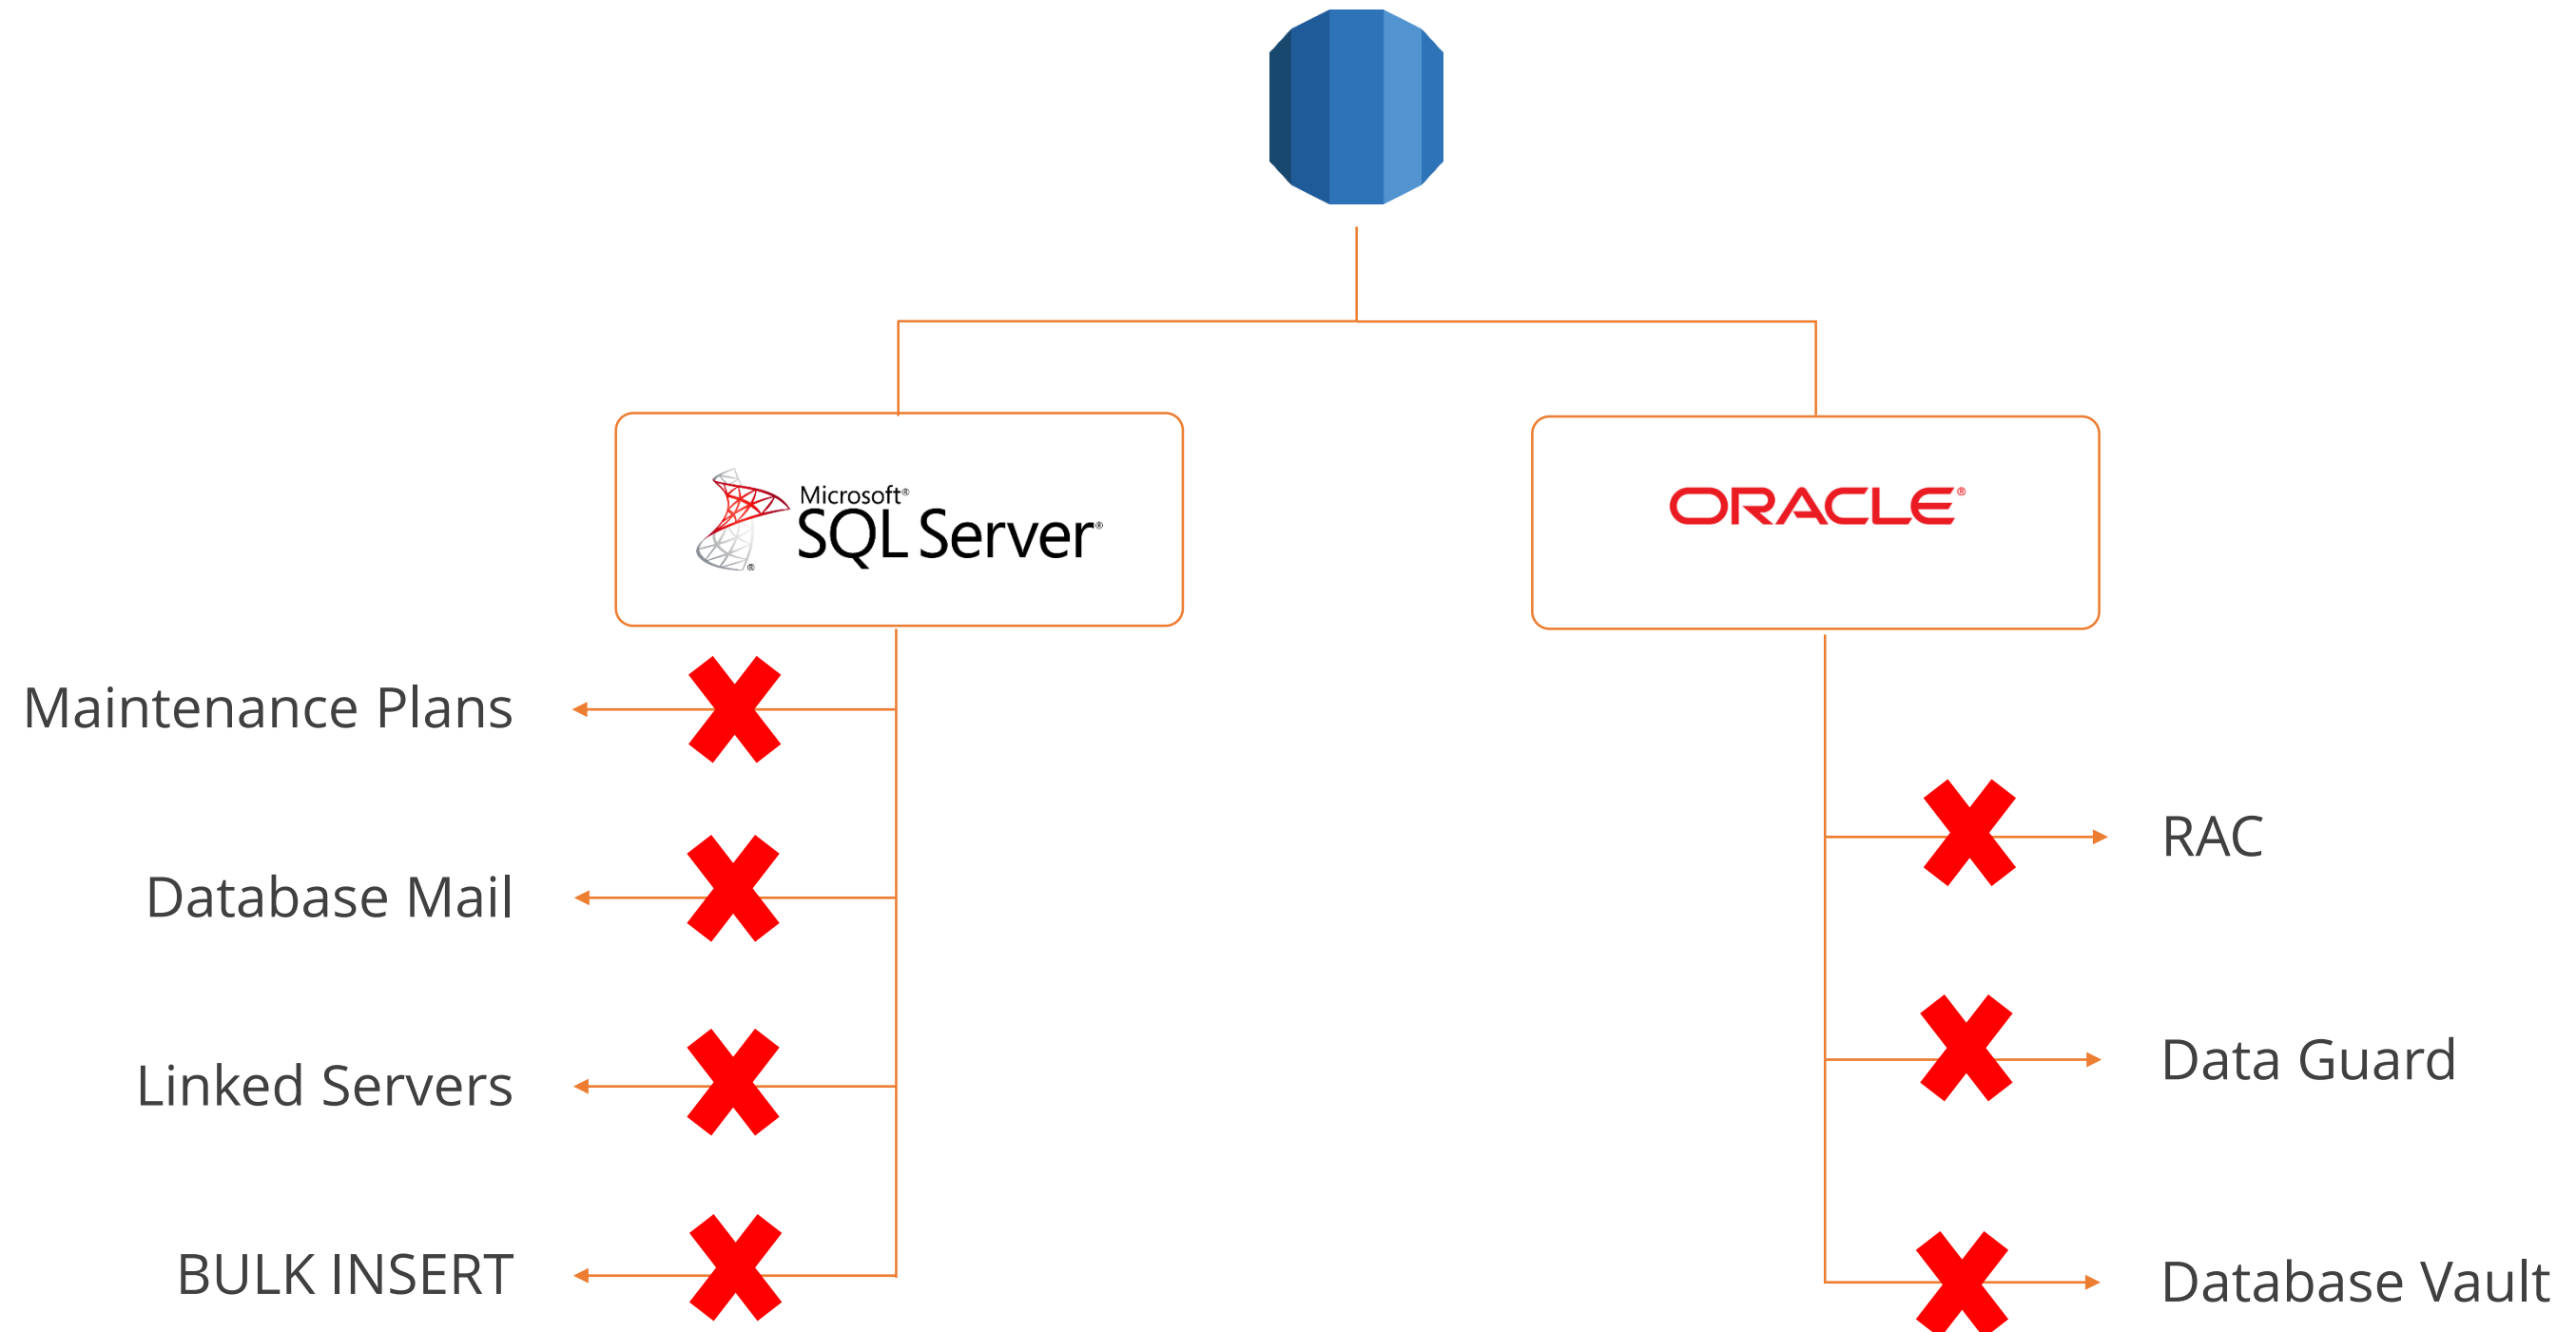 Microsoft®
SQL Server®
®
ORACLE®
Maintenance Plans
Database Mail
Linked Servers
BULK INSERT
RAC
Data Guard
Database Vault